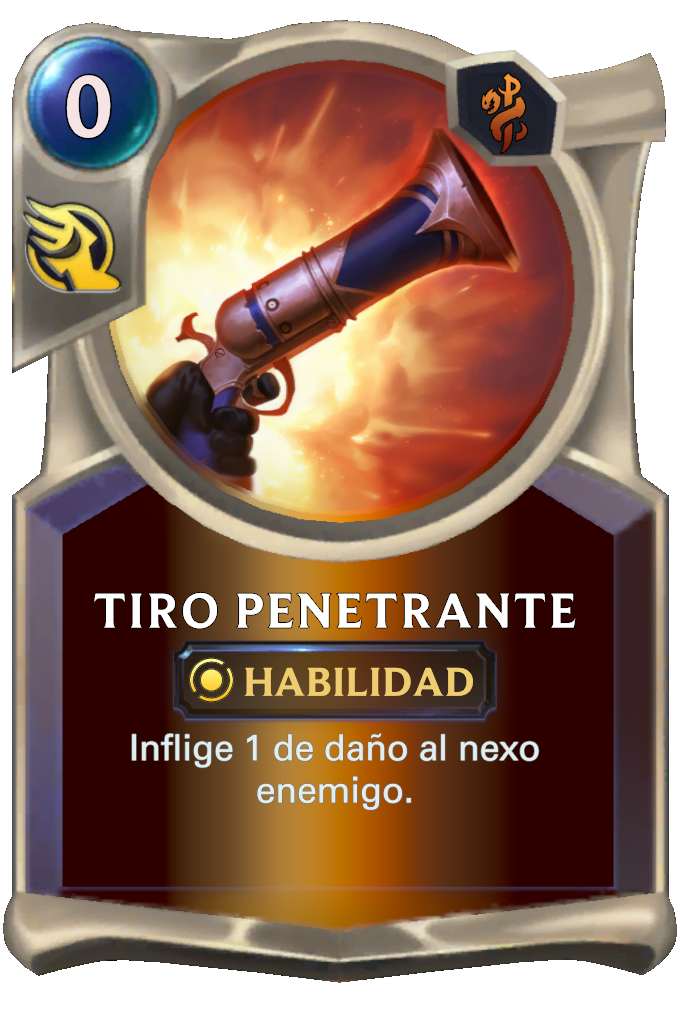 0
TIRO PENETRANTE
HABILIDAD
Inflige 1 de daño al nexo
enemigo.